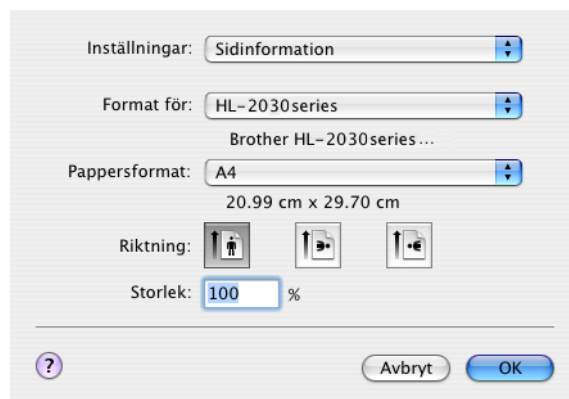 Inställningar: Sidinformation
Format för: HL-2030series
Brother HL-2030series...
Pappersformat: A4
20.99 cm x 29.70 cm
Riktning:
Storlek: 100 %
? Avbryt OK